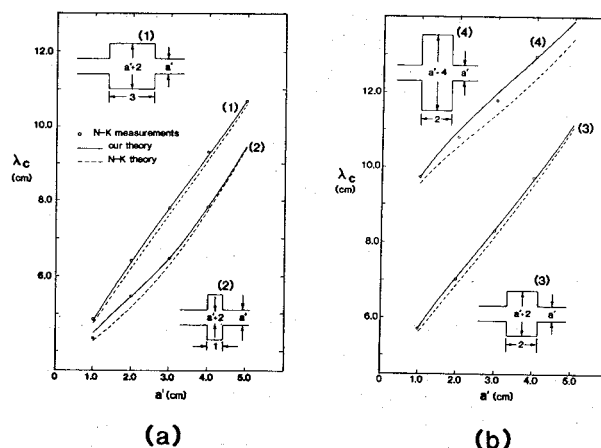 (1)
a'+2
a'
3
12.0
10.0
8.0
6.0
λc
(cm)
N-K measurements
our theory
N-K theory
(1)
(2)
(2)
a'+2
a'
1
0
1.0
2.0
3.0
4.0
5.0
a' (cm)
(a)
(4)
a'+4
a'
2
12.0
10.0
8.0
6.0
λc
(cm)
(4)
(3)
(3)
a'+2
a'
2
0
1.0
2.0
3.0
4.0
5.0
a' (cm)
(b)